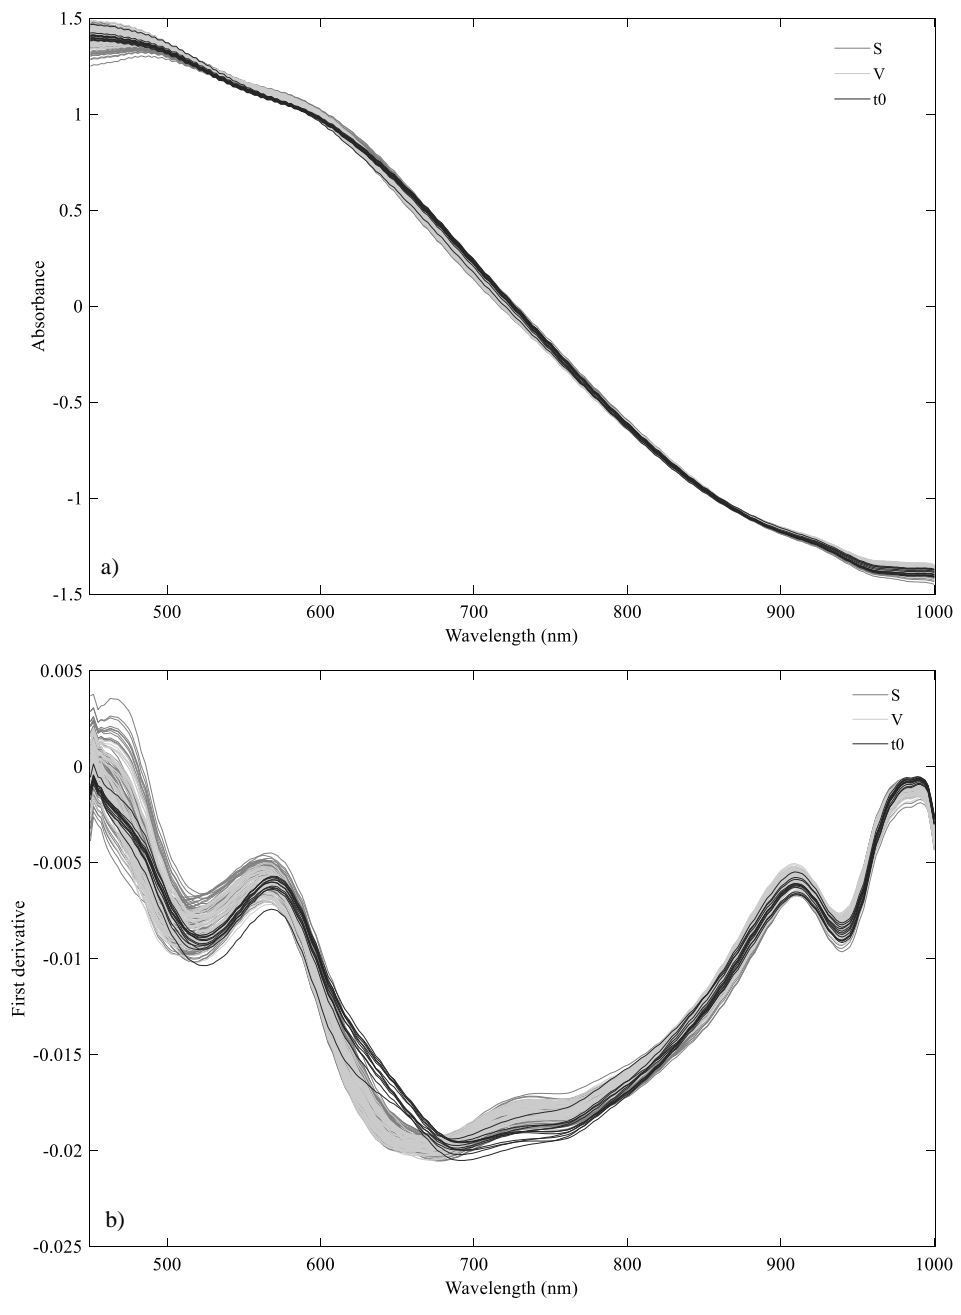 1.5
1
0.5
0
-0.5
-1
-1.5
Absorbance
S
V
t0
a)
500 600 700 800 900 1000
Wavelength (nm)
0.005
0
-0.005
-0.01
-0.015
-0.02
-0.025
First derivative
S
V
t0
b)
500 600 700 800 900 1000
Wavelength (nm)